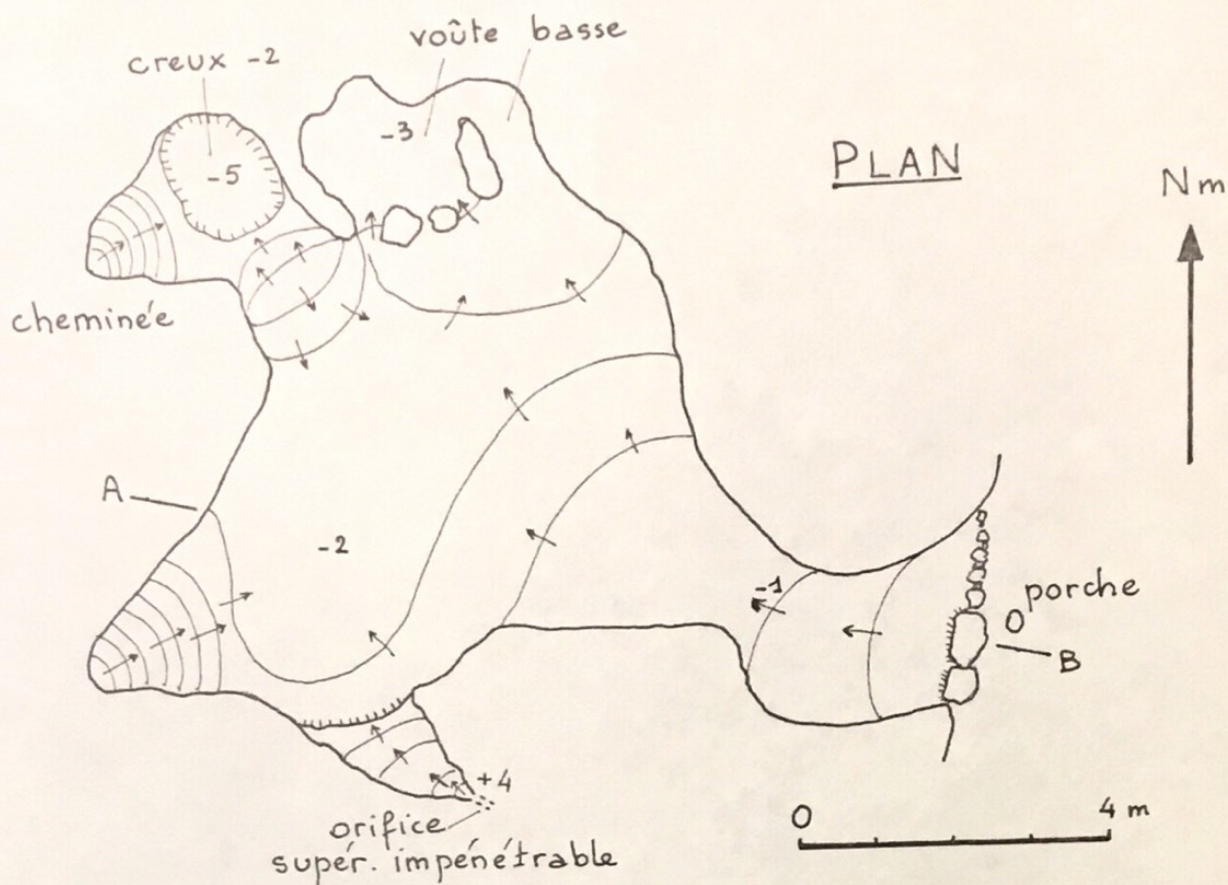 voûte basse
creux -2
-3
PLAN
-5
Nm
cheminée
A
-2
-1
porche
0
B
+4
orifice
supér. impénétrable
0 4 m